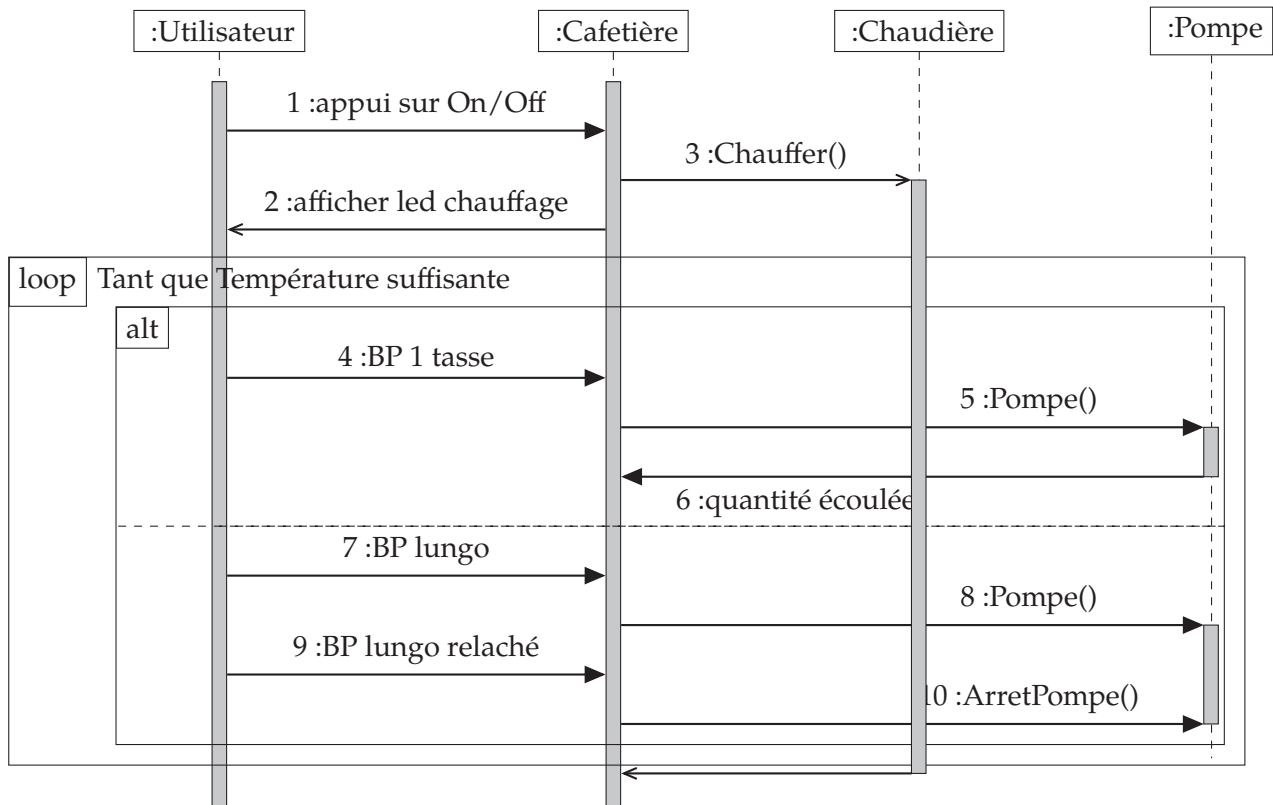 :Utilisateur
:Cafetière
:Chaudière
:Pompe
1 :appui sur On/Off
3 :Chauffer()
2 :afficher led chauffage
loop Tant que Température suffisante
alt
4 :BP 1 tasse
5 :Pompe()
6 :quantité écoulée
7 :BP lungo
8 :Pompe()
9 :BP lungo relaché
10 :ArretPompe()